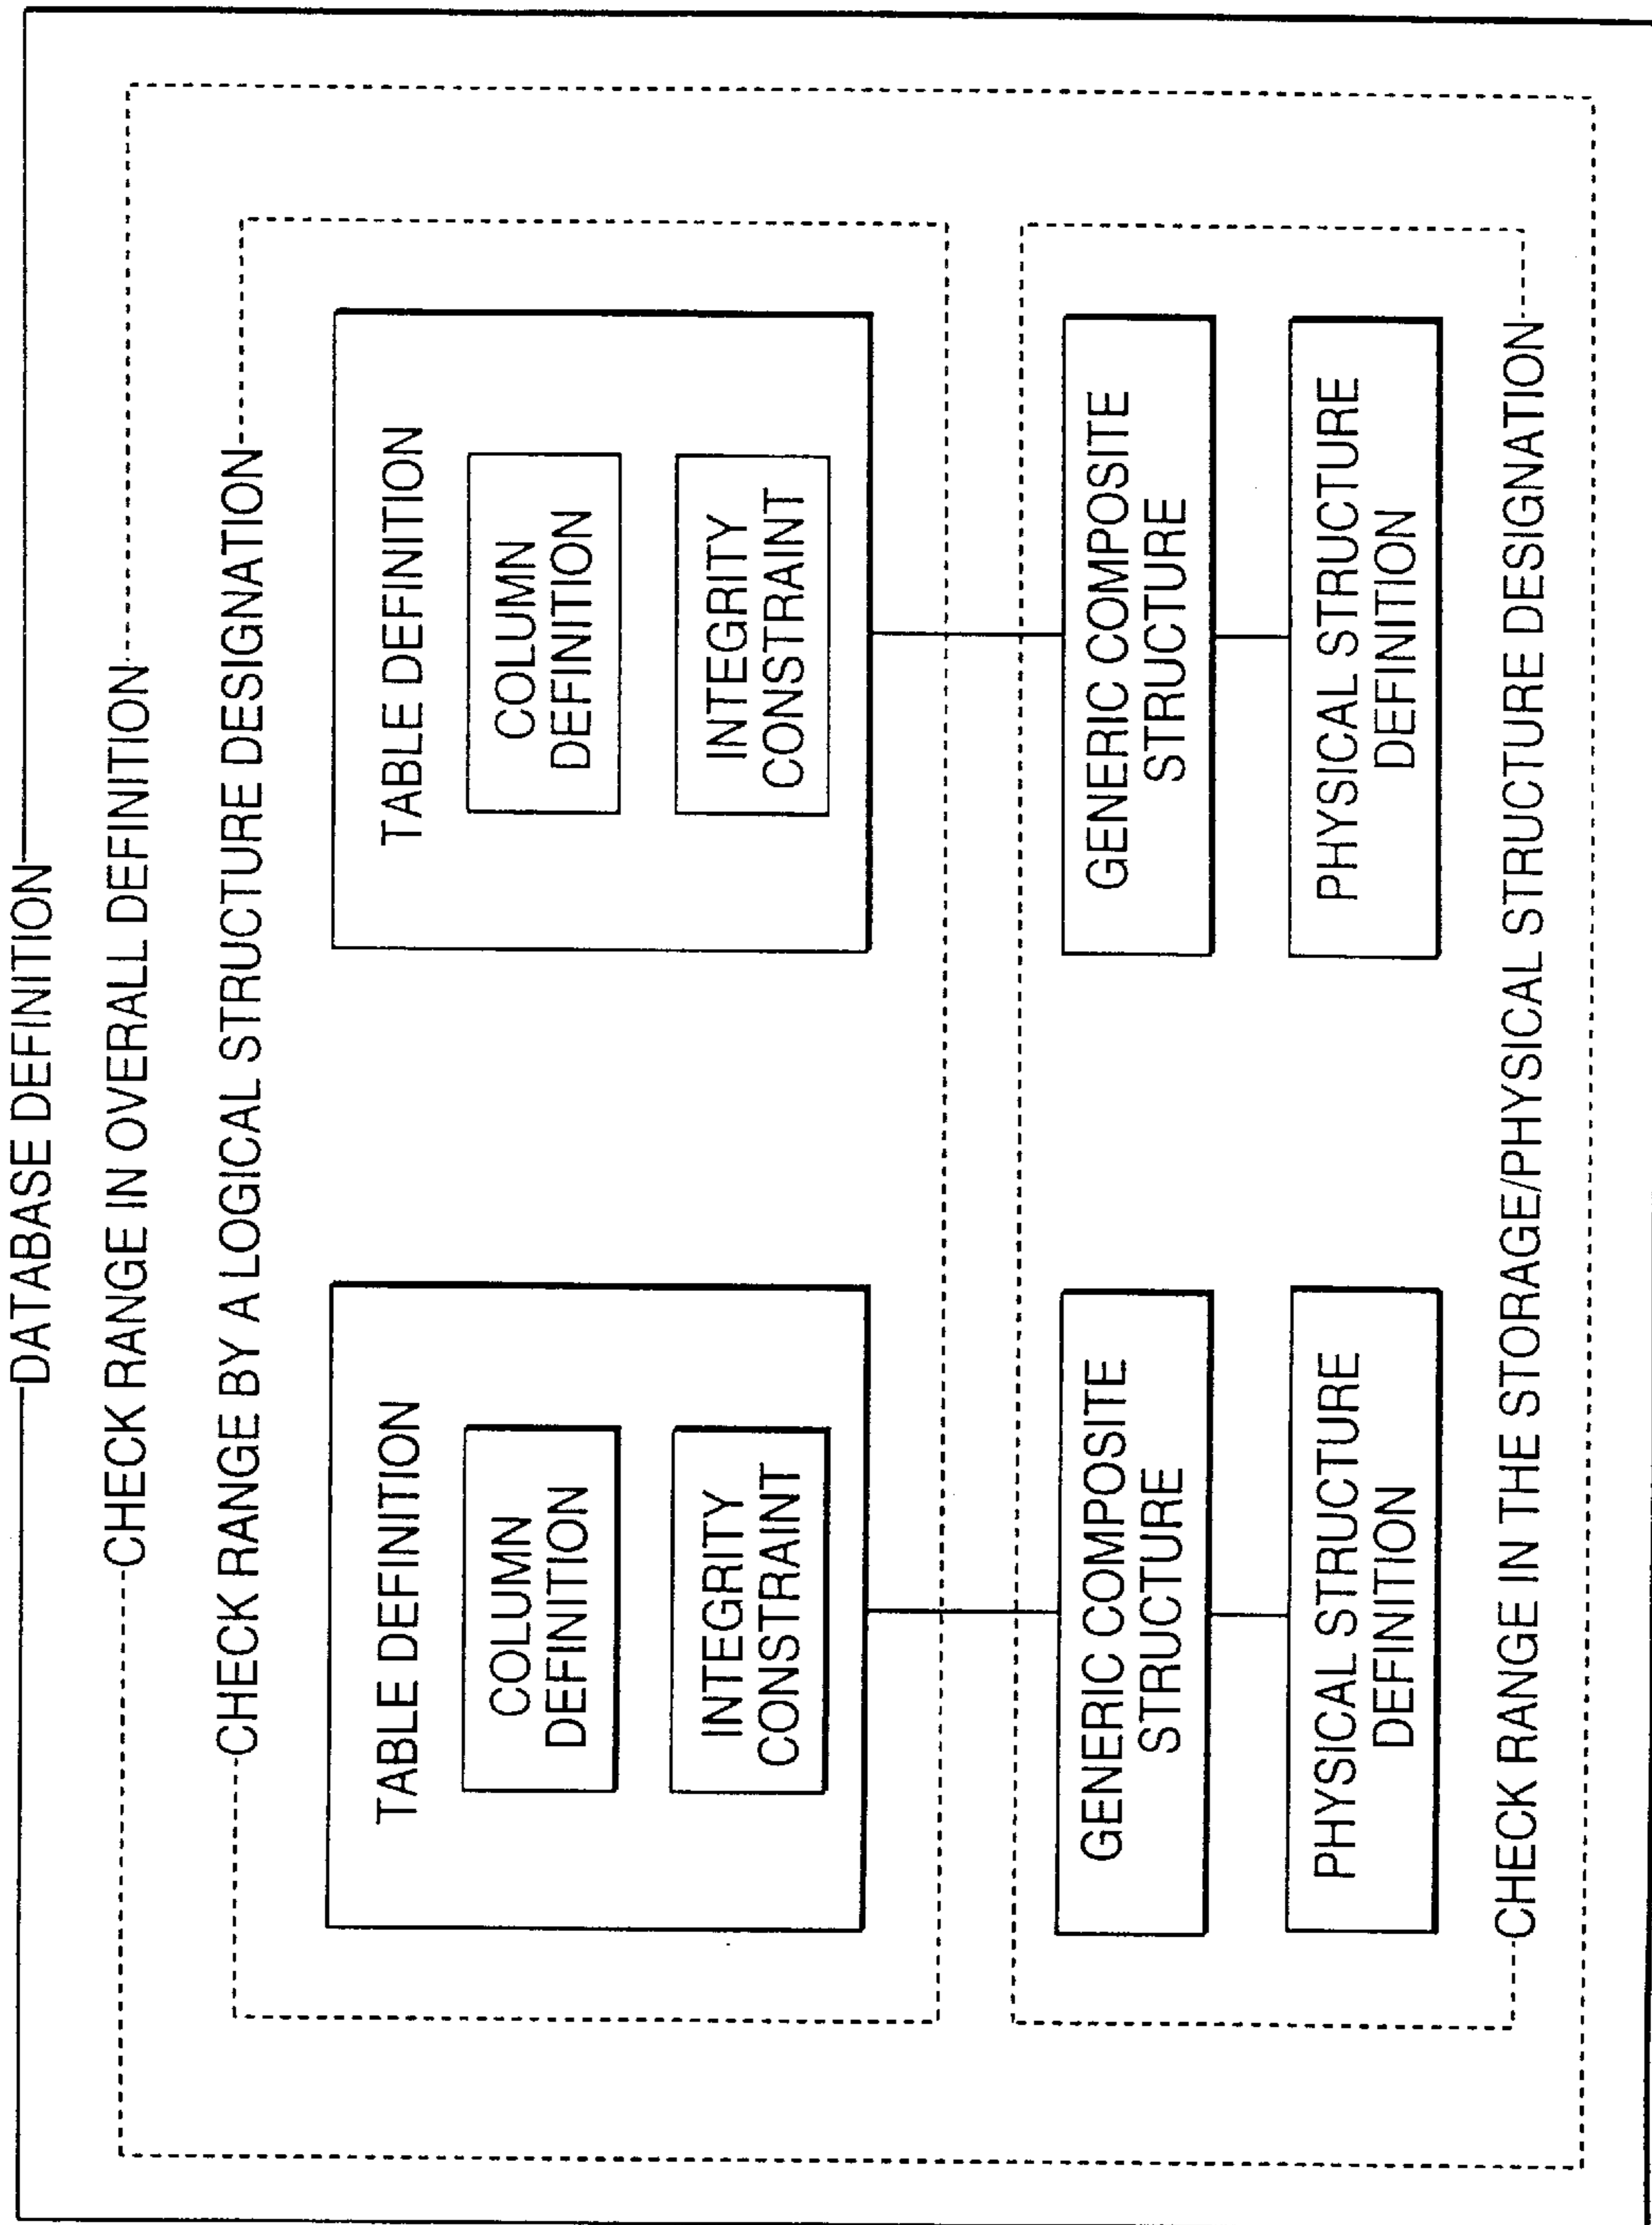 DATABASE DEFINITION
CHECK RANGE IN OVERALL DEFINITION
CHECK RANGE BY A LOGICAL STRUCTURE DESIGNATION
TABLE DEFINITION
COLUMN
DEFINITION
INTEGRITY
CONSTRAINT
TABLE DEFINITION
COLUMN
DEFINITION
INTEGRITY
CONSTRAINT
GENERIC COMPOSITE
STRUCTURE
PHYSICAL STRUCTURE
DEFINITION
GENERIC COMPOSITE
STRUCTURE
PHYSICAL STRUCTURE
DEFINITION
CHECK RANGE IN THE STORAGE/PHYSICAL STRUCTURE DESIGNATION